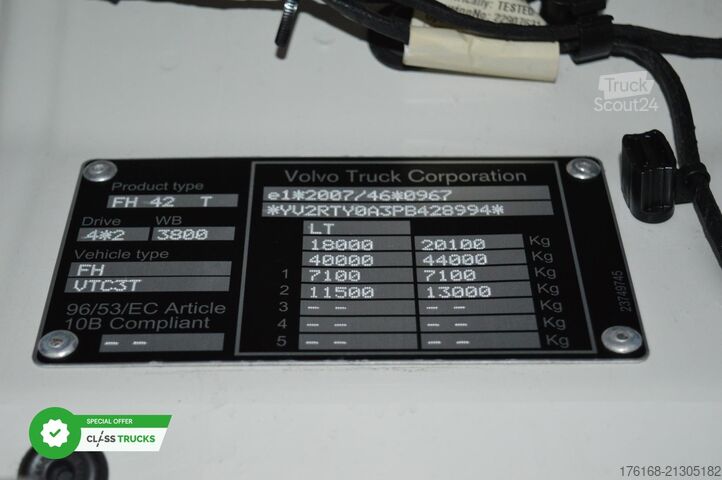 TESTED
Truck
Scout24
Volvo Truck Corporation
Product type
FH 42 T
Drive WB
4*2 3800
Vehicle type
FH
VTC3T
96/53/EC Article
10B Compliant
-- --
e1*2007/46*0967
*YV2RTY0A3PB428994*
LT
18000 20100 Kg
40000 44000 Kg
1 7100 7100 Kg
2 11500 13000 Kg
3 -- -- -- -- Kg
4 -- -- -- -- Kg
5 -- -- -- -- Kg
23749745
SPECIAL OFFER
CLASS TRUCKS
176168-21305182